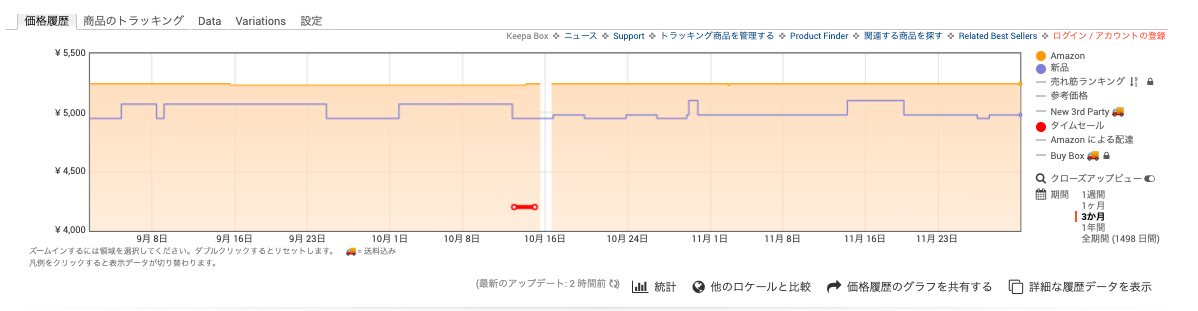 価格履歴 商品のトラッキング Data Variations 設定
Keepa Box ❖ ニュース ❖ Support ❖ トラッキング商品を管理する ❖ Product Finder ❖ 関連する商品を探す ❖ Related Best Sellers ❖ ログイン / アカウントの登録
¥ 5,500
¥ 5,000
¥ 4,500
¥ 4,000
9月 8日 9月 16日 9月 23日 10月 1日 10月 8日 10月 16日 10月 24日 11月 1日 11月 8日 11月 16日 11月 23日
Amazon
新品
売れ筋ランキング
参考価格
New 3rd Party
タイムセール
Amazon による配達
Buy Box
クローズアップビュー
期間 1週間
1ヶ月
3か月
1年間
全期間 (1498 日間)
ズームインするには領域を選択してください。ダブルクリックするとリセットします。 = 送料込み
凡例をクリックすると表示データが切り替わります。
(最新のアップデート: 2 時間前) 統計 他のロケールと比較 価格履歴のグラフを共有する 詳細な履歴データを表示